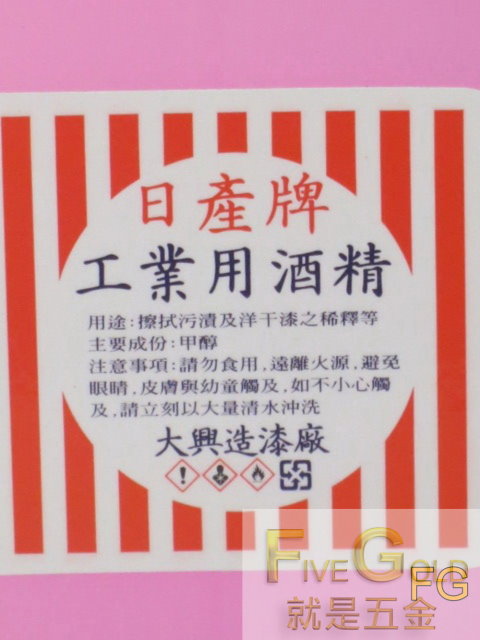 日產牌
工業用酒精
用途:擦拭污漬及洋干漆之稀釋等
主要成份:甲醇
注意事項:請勿食用,遠離火源,避免
眼睛,皮膚與幼童觸及,如不小心觸
及,請立刻以大量清水沖洗
大興造漆廠
FIVE GOLD
FG
就是五金